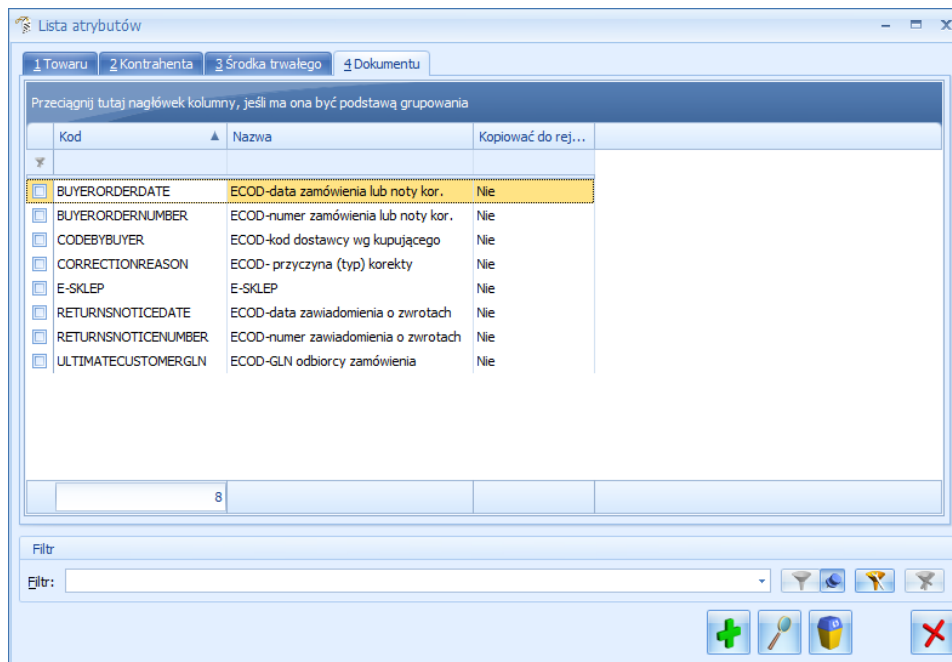 Lista atrybutów
1 Towaru 2 Kontrahenta 3 Środka trwałego 4 Dokumentu
Przeciągnij tutaj nagłówek kolumny, jeśli ma ona być podstawą grupowania
Kod Nazwa Kopiować do rej...
BUYERORDERDATE ECOD-data zamówienia lub noty kor. Nie
BUYERORDERNUMBER ECOD-numer zamówienia lub noty kor. Nie
CODEBYBUYER ECOD-kod dostawcy wg kupującego Nie
CORRECTIONREASON ECOD- przyczyna (typ) korekty Nie
E-SKLEP E-SKLEP Nie
RETURNSNOTICEDATE ECOD-data zawiadomienia o zwrotach Nie
RETURNSNOTICENUMBER ECOD-numer zawiadomienia o zwrotach Nie
ULTIMATECUSTOMERGLN ECOD-GLN odbiorcy zamówienia Nie
8
Filtr
Filtr: